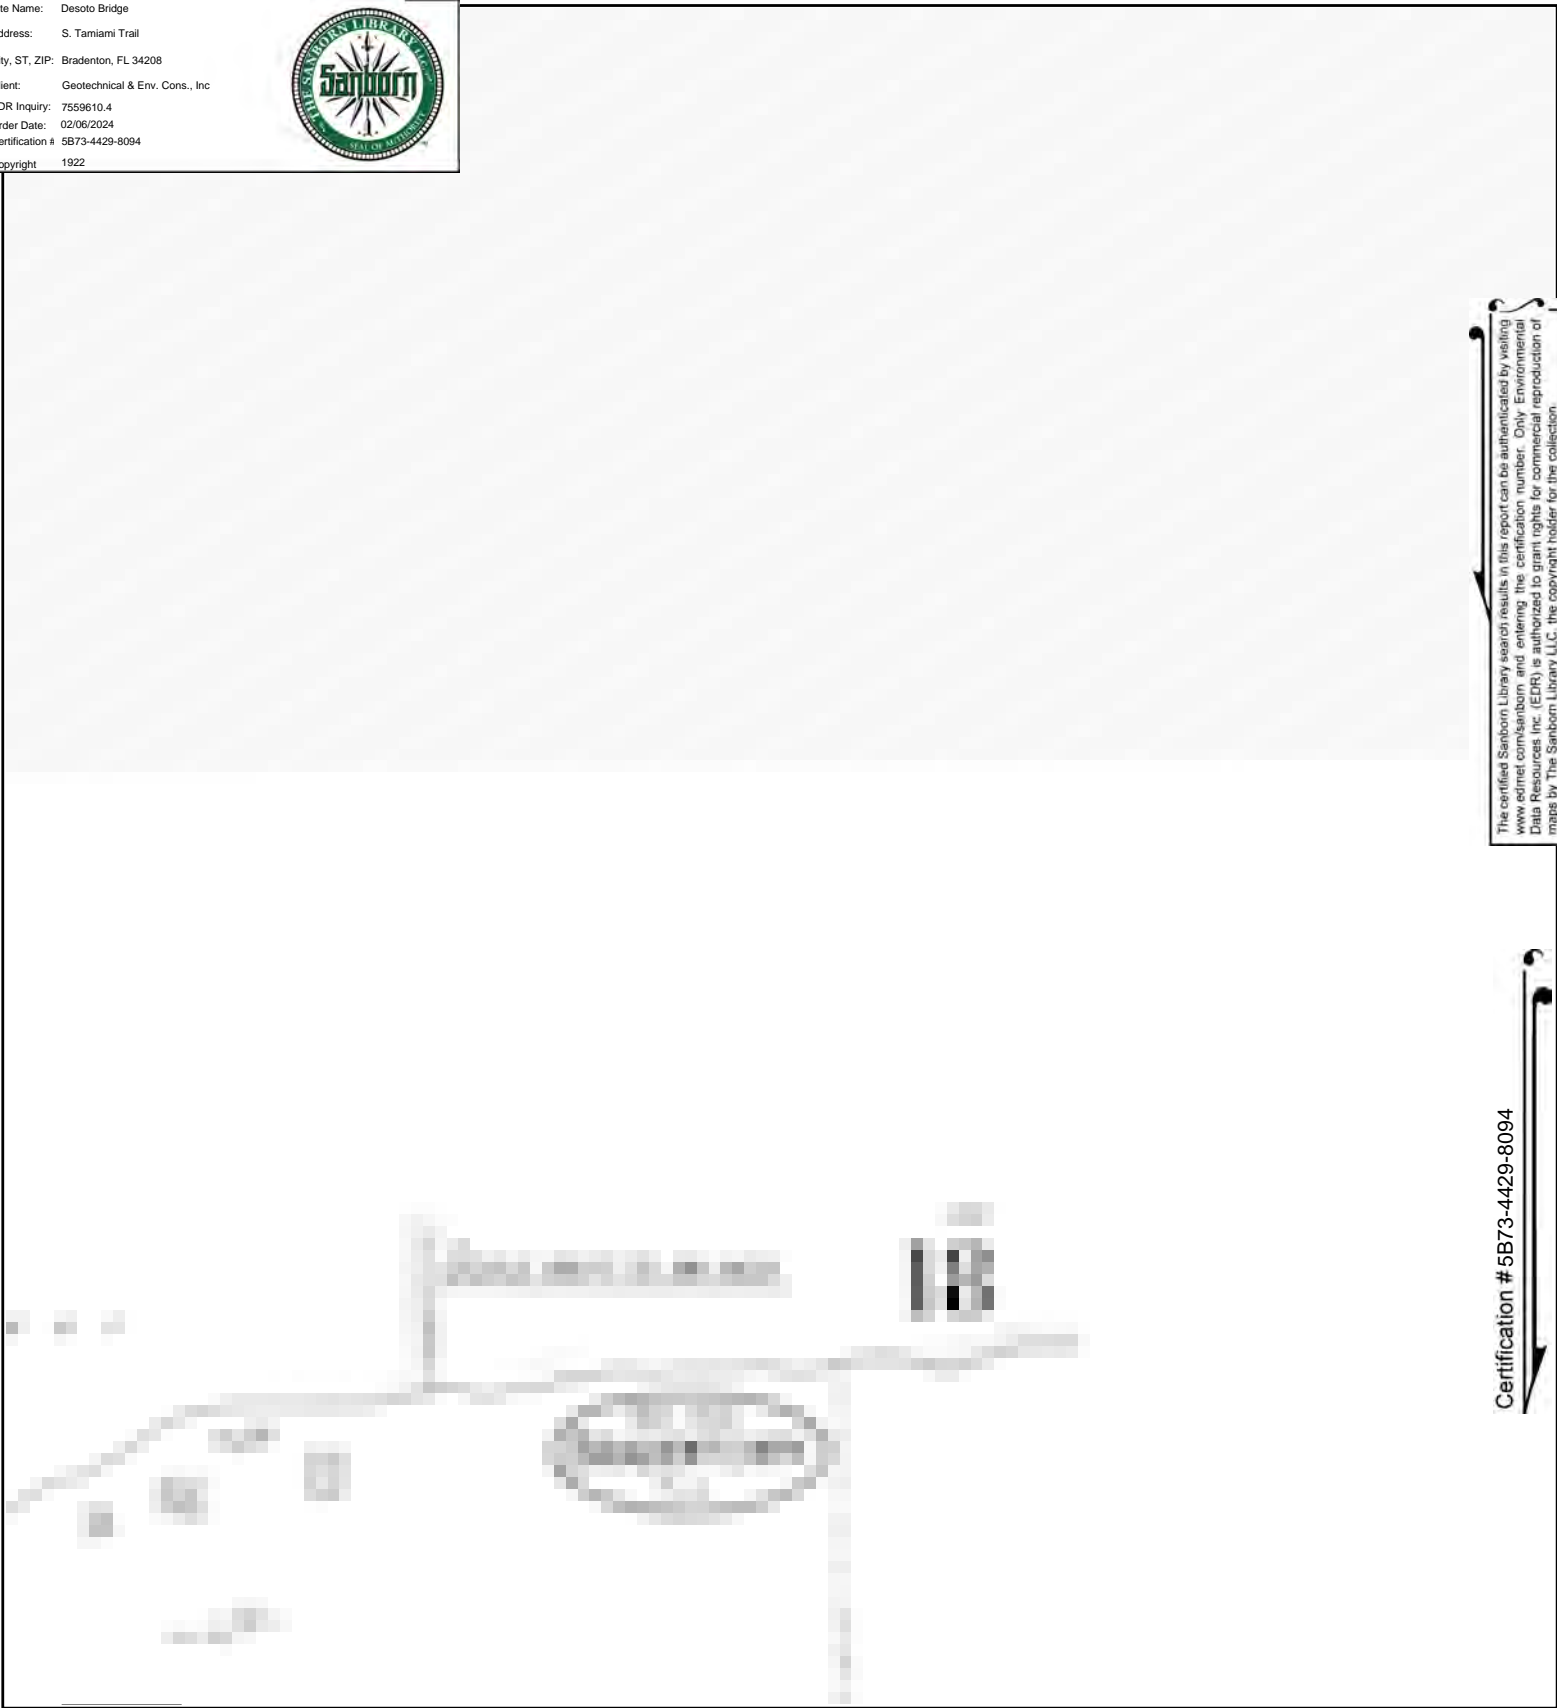 te Name: Desoto Bridge
ddress: S. Tamiami Trail
ty, ST, ZIP: Bradenton, FL 34208
ient: Geotechnical & Env. Cons., Inc
DR Inquiry: 7559610.4
rder Date: 02/06/2024
ertification # 5B73-4429-8094
opyright 1922
THE SANBORN LIBRARY, LLC
Sanborn
SEAL OF AUTHORITY
The certified Sanborn Library search results in this report can be authenticated by visiting
www.edrnet.com/sanborn and entering the certification number. Only Environmental
Data Resources Inc. (EDR) is authorized to grant rights for commercial reproduction of
maps by The Sanborn Library LLC, the copyright holder for the collection.
Certification # 5B73-4429-8094
18